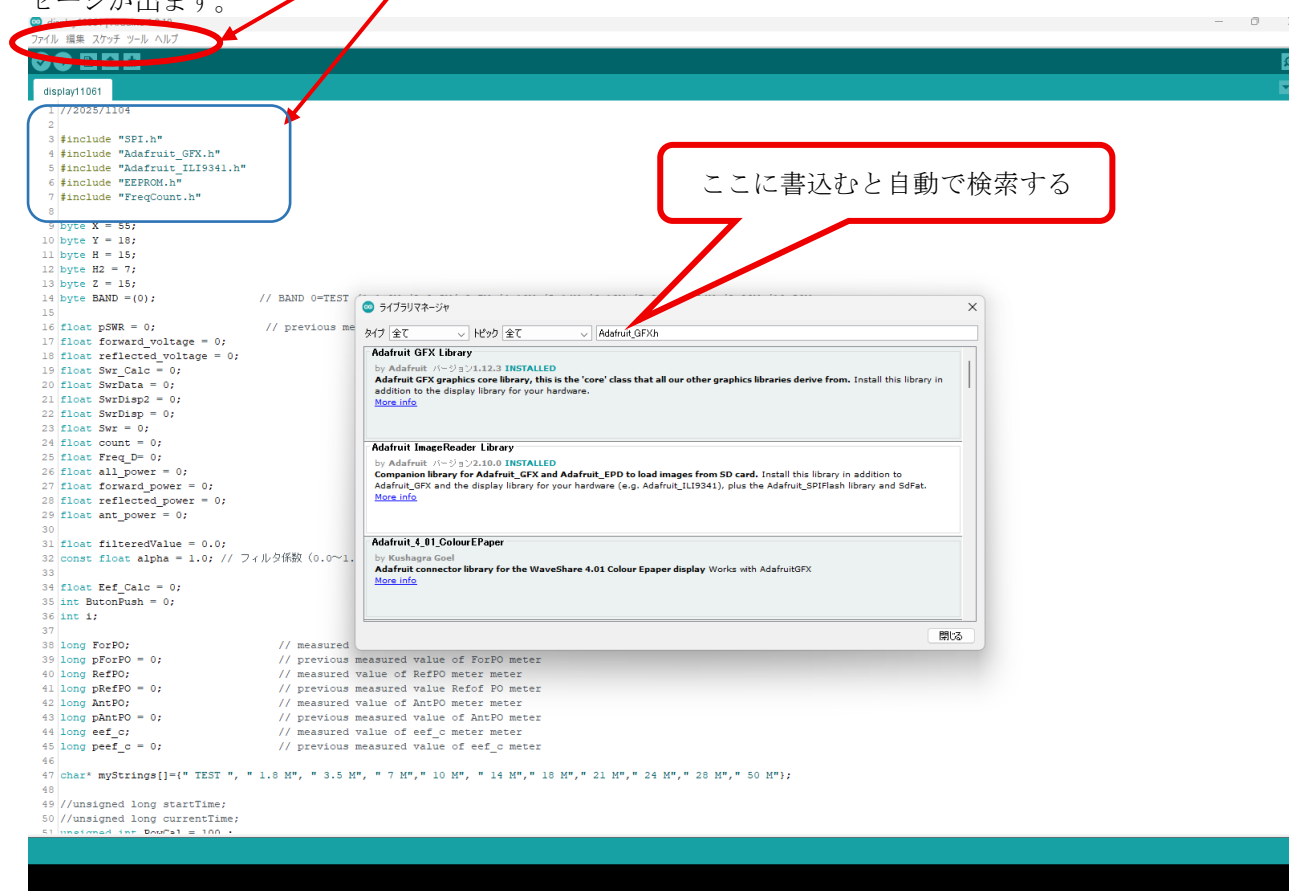 セージが出ます。
ファイル 編集 スケッチ ツール ヘルプ
display11061
1 //2025/1104
2
3 #include "SPI.h"
4 #include "Adafruit_GFX.h"
5 #include "Adafruit_ILI9341.h"
6 #include "EEPROM.h"
7 #include "FreqCount.h"
8
ここに書込むと自動で検索する
9 byte X = 55;
10 byte Y = 18;
11 byte H = 15;
12 byte H2 = 7;
13 byte Z = 15;
14 byte BAND =(0); // BAND 0=TEST
15
16 float pSWR = 0; // previous me
17 float forward_voltage = 0;
18 float reflected_voltage = 0;
19 float Swr_Calc = 0;
20 float SwrData = 0;
21 float SwrDisp2 = 0;
22 float SwrDisp = 0;
23 float Swr = 0;
24 float count = 0;
25 float Freq_D= 0;
26 float all_power = 0;
27 float forward_power = 0;
28 float reflected_power = 0;
29 float ant_power = 0;
30
31 float filteredValue = 0.0;
32 const float alpha = 1.0; // フィルタ係数（0.0～1.
33
34 float Eef_Calc = 0;
35 int ButonPush = 0;
36 int i;
37
38 long ForPO; // measured
39 long pForPO = 0; // previous measured value of ForPO meter
40 long RefPO; // measured value of RefPO meter meter
41 long pRefPO = 0; // previous measured value Refof PO meter
42 long AntPO; // measured value of AntPO meter meter
43 long pAntPO = 0; // previous measured value of AntPO meter
44 long eef_c; // measured value of eef_c meter meter
45 long peef_c = 0; // previous measured value of eef_c meter
46
47 char* myStrings[]={" TEST ", " 1.8 M", " 3.5 M", " 7 M"," 10 M", " 14 M"," 18 M"," 21 M"," 24 M"," 28 M"," 50 M"};
48
49 //unsigned long startTime;
50 //unsigned long currentTime;
51 unsigned int PowCal = 100 ;
ライブラリマネージャ
タイプ 全て トピック 全て Adafruit_GFX.h
Adafruit GFX Library
by Adafruit バージョン1.12.3 INSTALLED
Adafruit GFX graphics core library, this is the 'core' class that all our other graphics libraries derive from. Install this library in
addition to the display library for your hardware.
More info
Adafruit ImageReader Library
by Adafruit バージョン2.10.0 INSTALLED
Companion library for Adafruit_GFX and Adafruit_EPD to load images from SD card. Install this library in addition to
Adafruit_GFX and the display library for your hardware (e.g. Adafruit_ILI9341), plus the Adafruit_SPIFlash library and SdFat.
More info
Adafruit_4_01_ColourEPaper
by Kushagra Goel
Adafruit connector library for the WaveShare 4.01 Colour Epaper display Works with AdafruitGFX
More info
閉じる